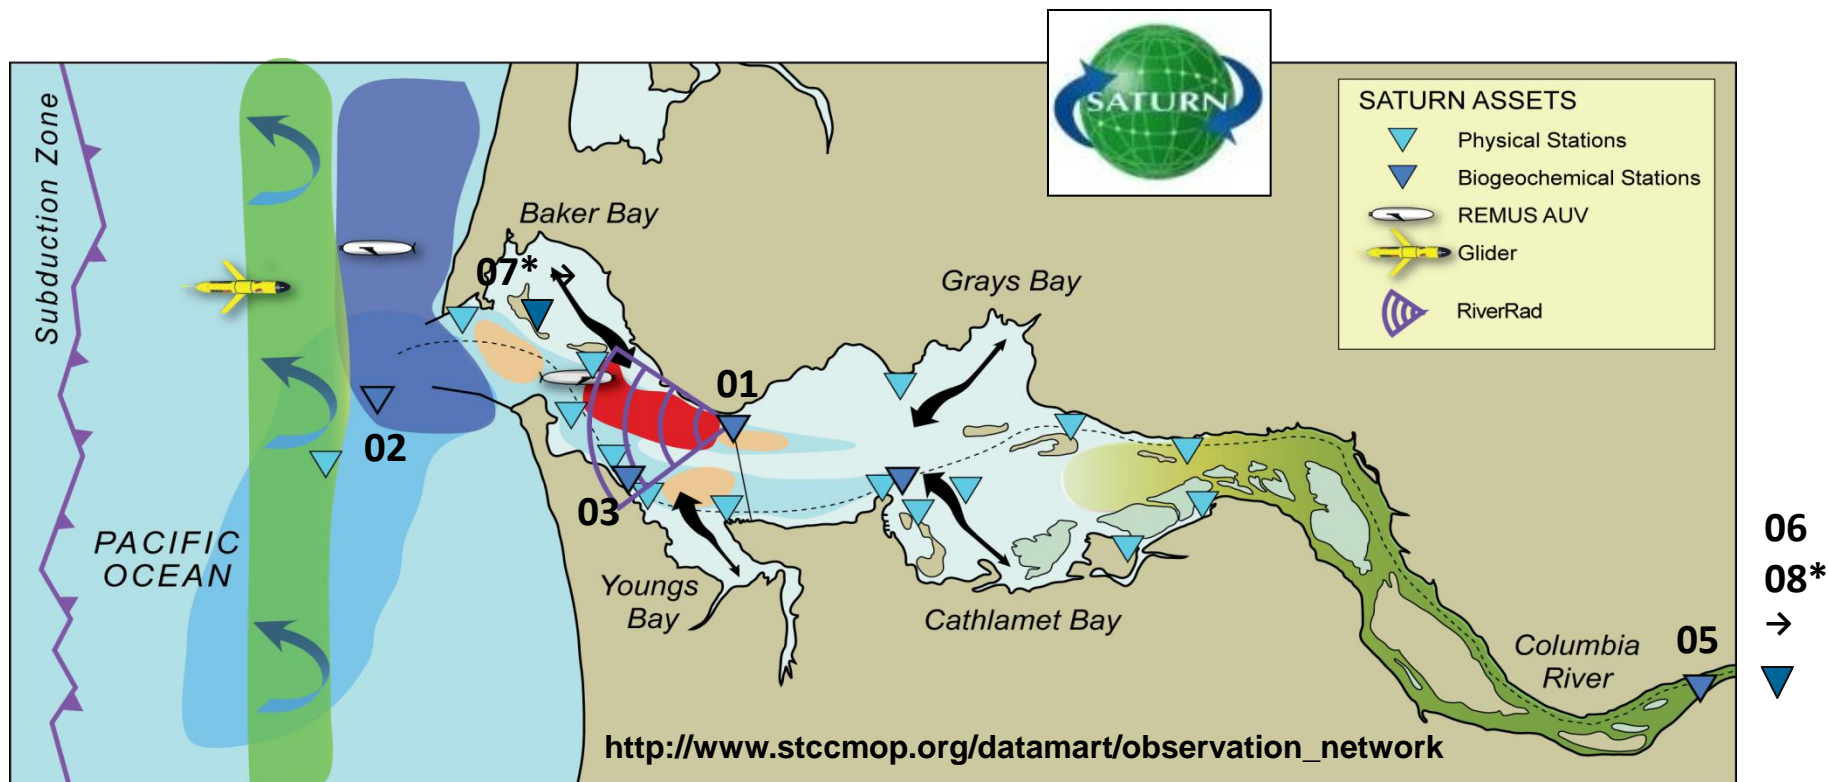 SATURN
SATURN ASSETS
Physical Stations
Biogeochemical Stations
REMUS AUV
Glider
RiverRad
Subduction Zone
Baker Bay
07* →
Grays Bay
01
02
03
PACIFIC
OCEAN
Youngs
Bay
Cathlamet Bay
Columbia
River
05
06
08*
→
http://www.stccmop.org/datamart/observation_network